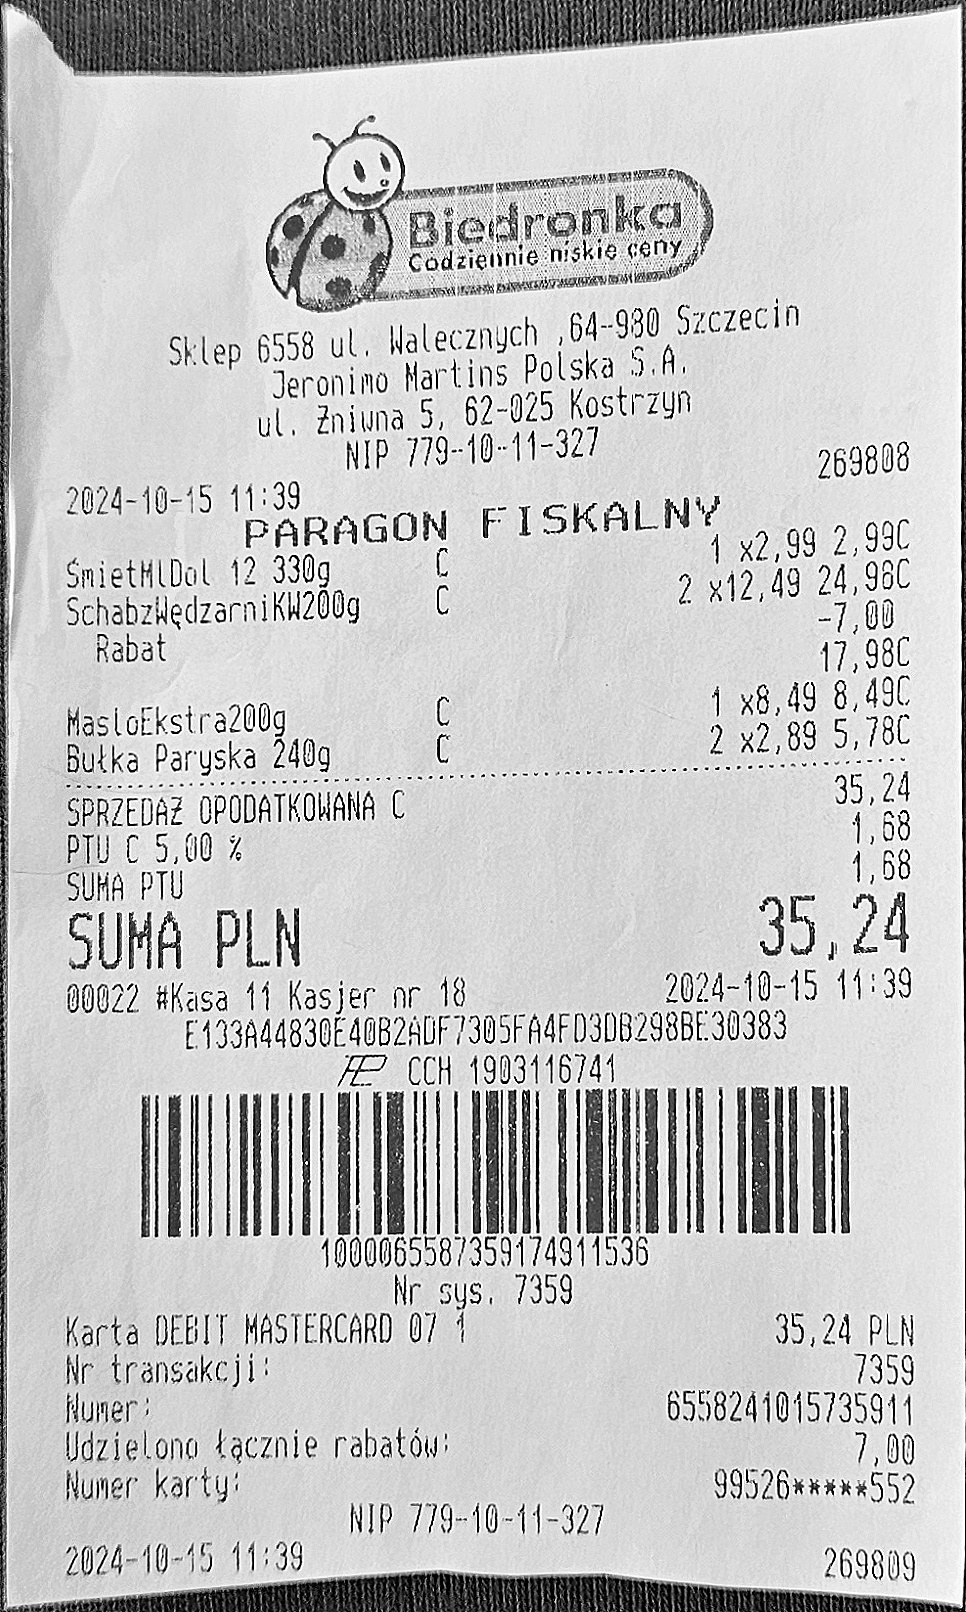 Biedronka
Codziennie niskie ceny
Sklep 6558 ul. Walecznych ,64-980 Szczecin
Jeronimo Martins Polska S.A.
ul. Żniwna 5, 62-025 Kostrzyn
NIP 779-10-11-327
269808
2024-10-15 11:39
PARAGON FISKALNY
ŚmietMlDol 12 330g C 1 x2,99 2,99C
SchabzWędzarniKW200g C 2 x12,49 24,98C
Rabat -7,00
17,98C
MasloEkstra200g C 1 x8,49 8,49C
Bułka Paryska 240g C 2 x2,89 5,78C
SPRZEDAŻ OPODATKOWANA C 35,24
PTU C 5,00 % 1,68
SUMA PTU 1,68
SUMA PLN 35,24
00022 #Kasa 11 Kasjer nr 18 2024-10-15 11:39
E133A44830E40B2ADF7305FA4FD3DB298BE30383
CCH 1903116741
1000065587359174911536
Nr sys. 7359
Karta DEBIT MASTERCARD 07 1 35,24 PLN
Nr transakcji: 7359
Numer: 6558241015735911
Udzielono łącznie rabatów: 7,00
Numer karty: 99526*****552
NIP 779-10-11-327
2024-10-15 11:39 269809